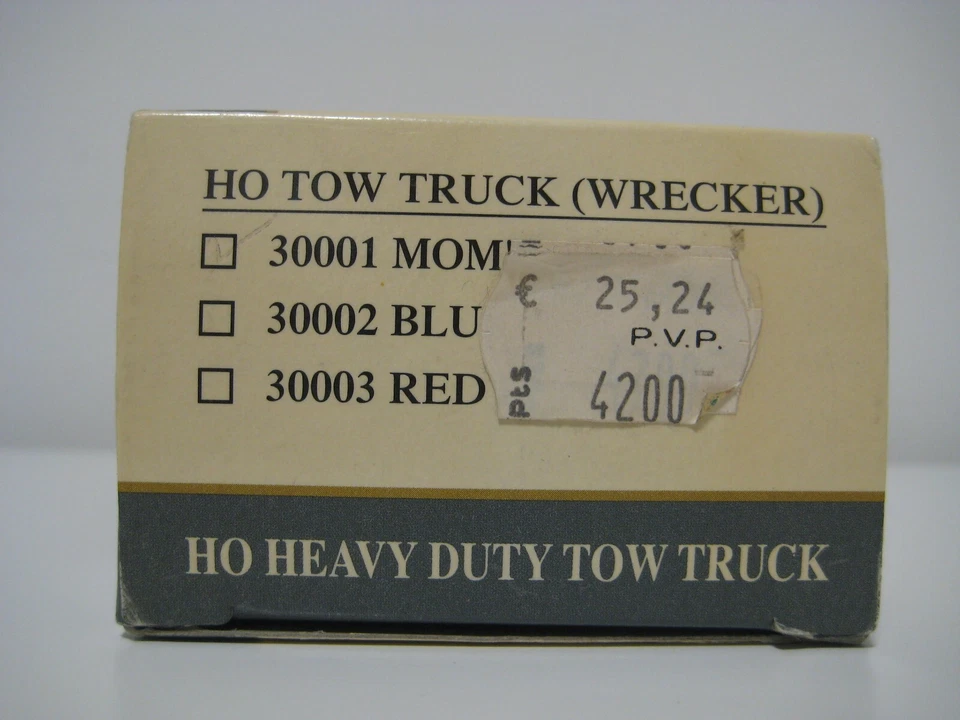 HO TOW TRUCK (WRECKER)
30001 MOM'
30002 BLU
30003 RED
€ 25,24
P.V.P.
pts 4200
HO HEAVY DUTY TOW TRUCK